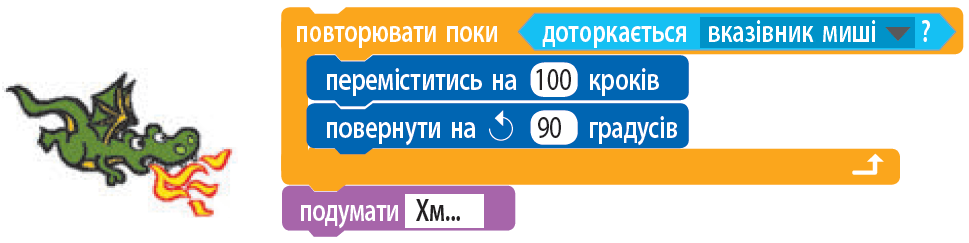 повторювати поки доторкається вказівник миші ?
переміститись на 100 кроків
повернути на 90 градусів
подумати Хм...